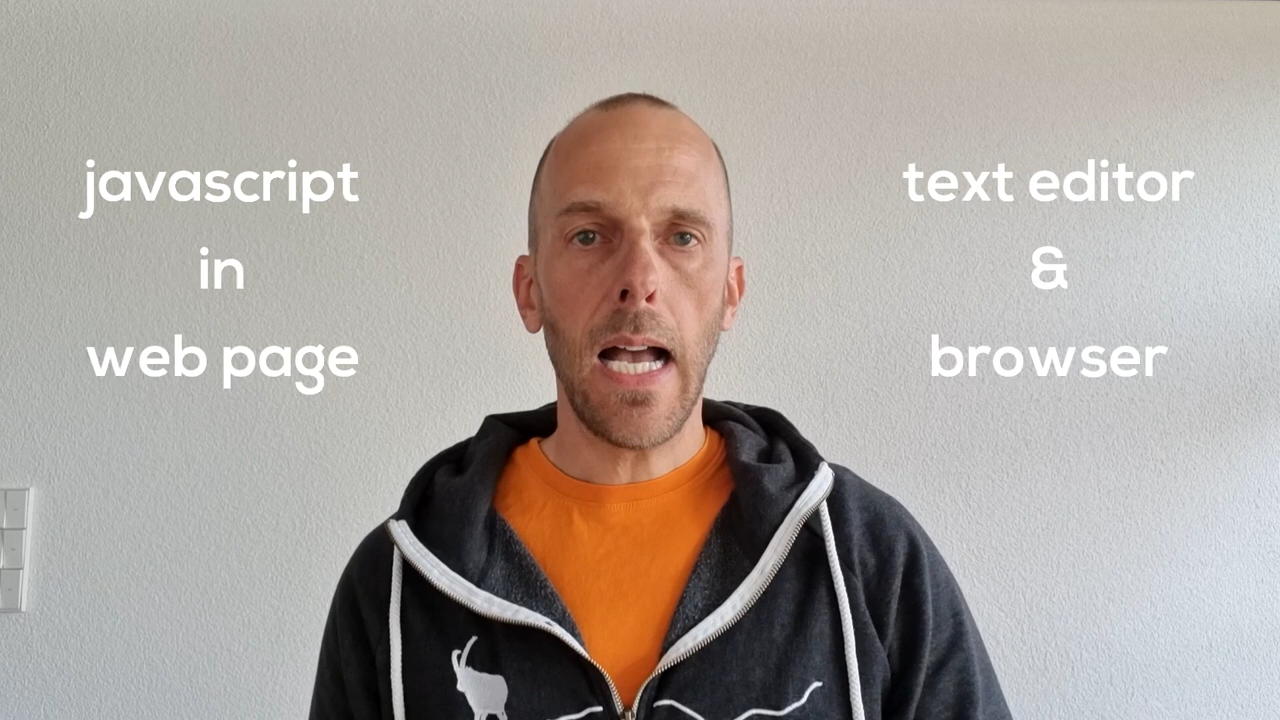 javascript
in
web page
text editor
&
browser